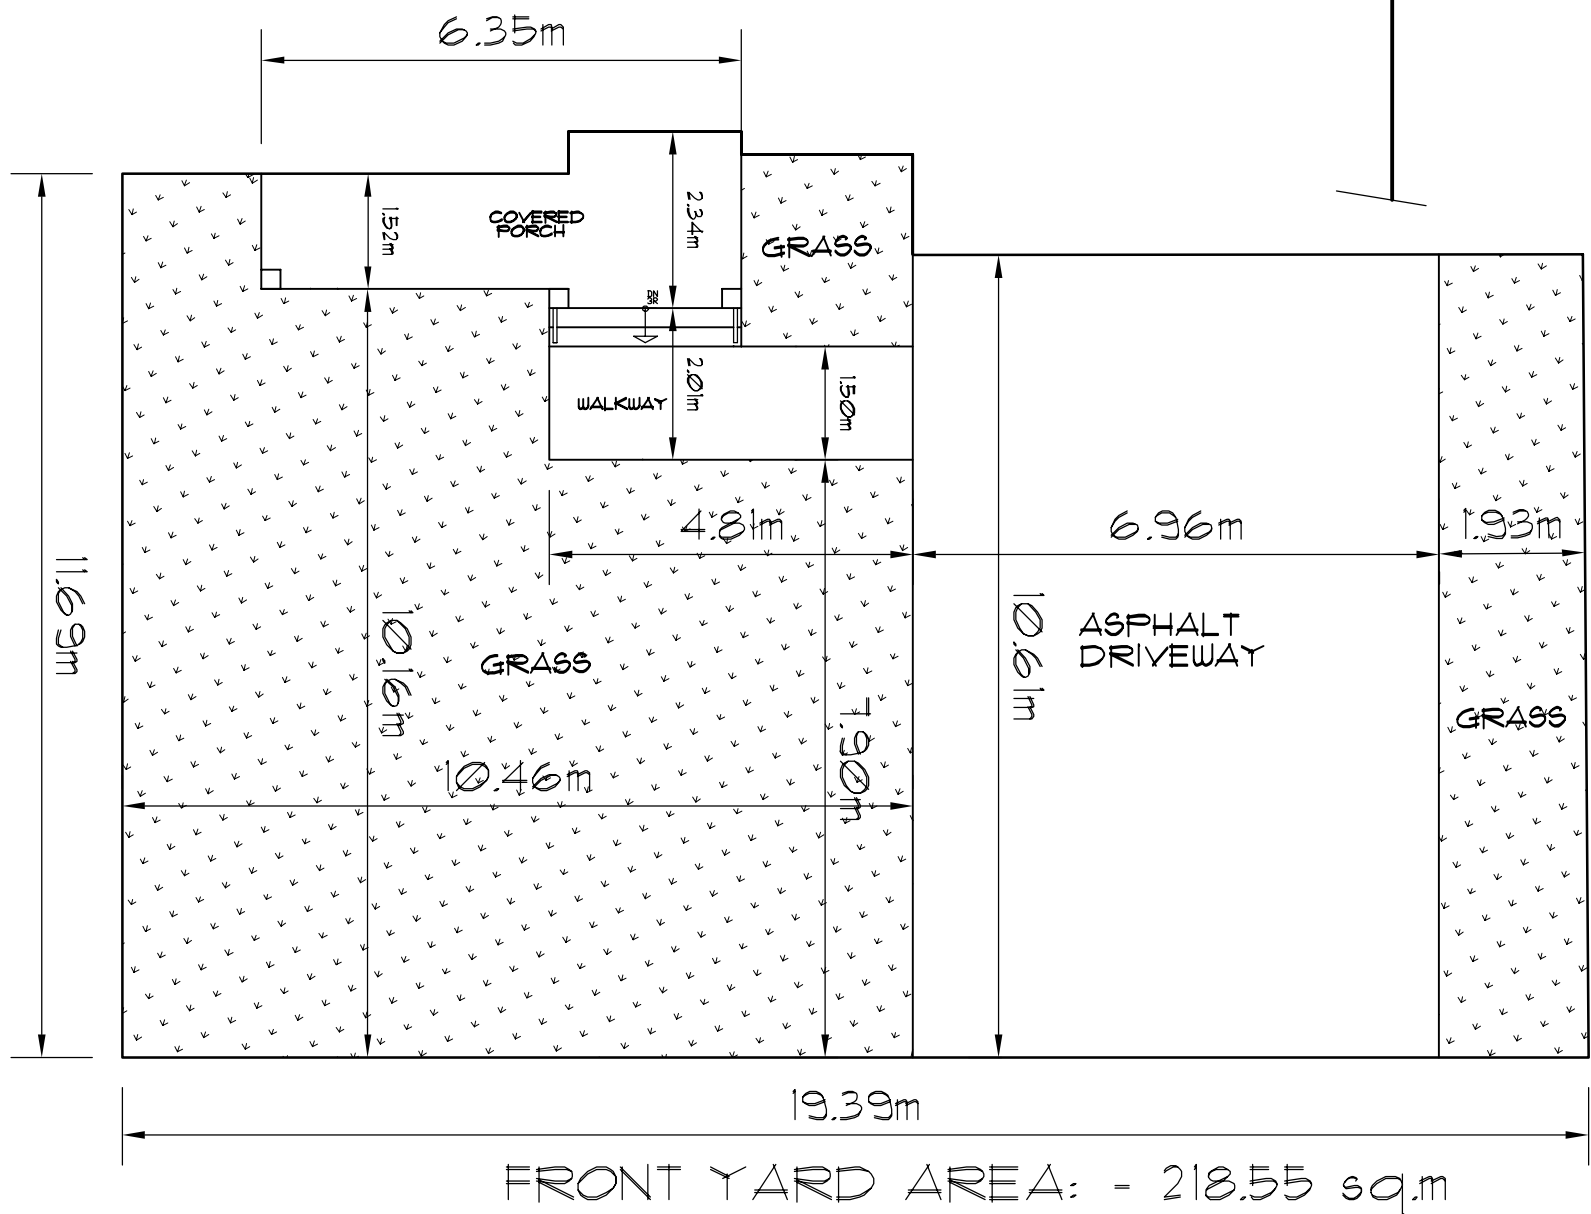 6.35m
1.52m
COVERED
PORCH
2.34m
GRASS
DN
3R
2.01m
WALKWAY
1.50m
4.81m
6.96m
1.93m
11.69m
10.16m
GRASS
7.90m
10.61m
ASPHALT
DRIVEWAY
GRASS
10.46m
19.39m
FRONT YARD AREA: - 218.55 sq.m